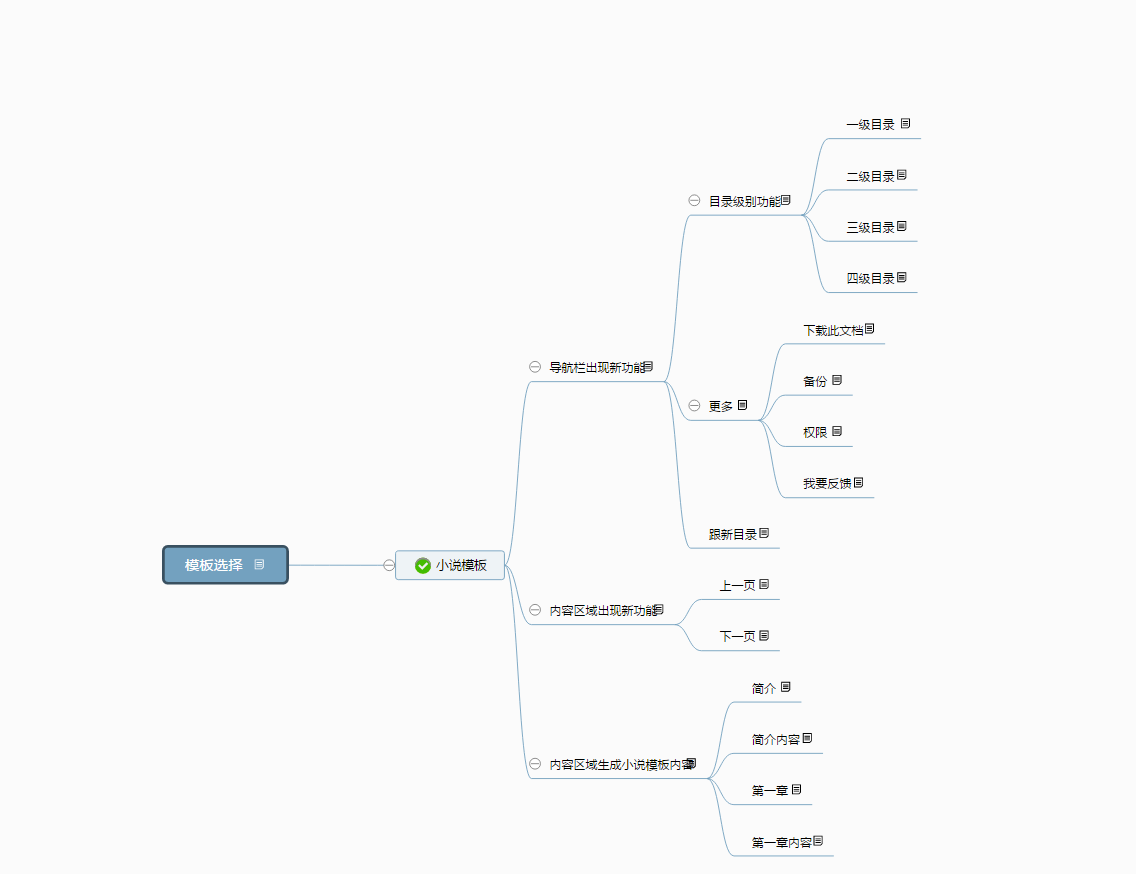 模板选择
小说模板
导航栏出现新功能
目录级别功能
一级目录
二级目录
三级目录
四级目录
更多
下载此文档
备份
权限
我要反馈
跟新目录
内容区域出现新功能
上一页
下一页
内容区域生成小说模板内容
简介
简介内容
第一章
第一章内容